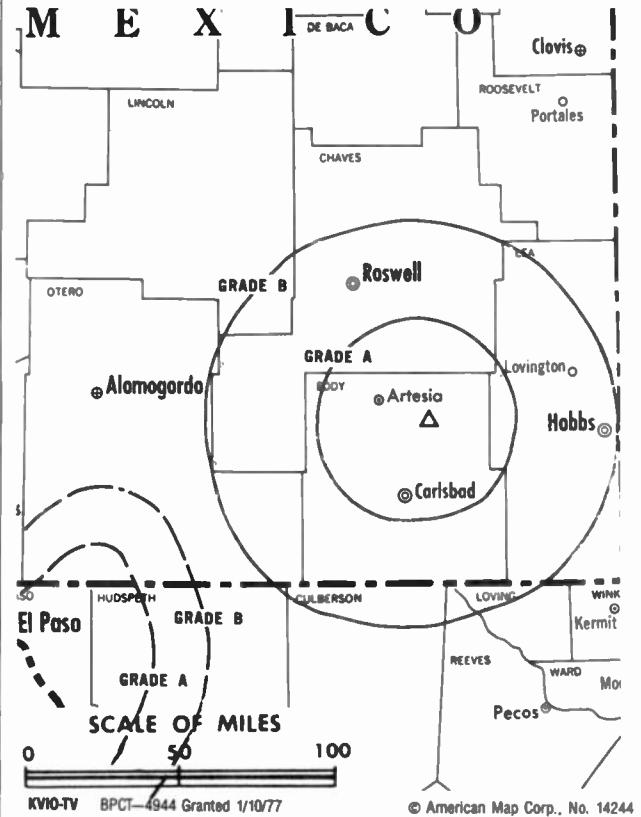 M E X I C O
DE BACA
Clovis
LINCOLN
ROOSEVELT
Portales
CHAVES
Roswell
LEA
GRADE B
OTERO
GRADE A
Lovington
Alomogordo
EDDY
Artesia
Hobbs
Carlsbad
HUDSPETH
CULBERSON
LOVING
WINK
El Paso
GRADE B
Kermit
REEVES
WARD
GRADE A
Pecos
SCALE OF MILES
0 50 100
KVIO-TV BPCT—4944 Granted 1/10/77
© American Map Corp., No. 14244